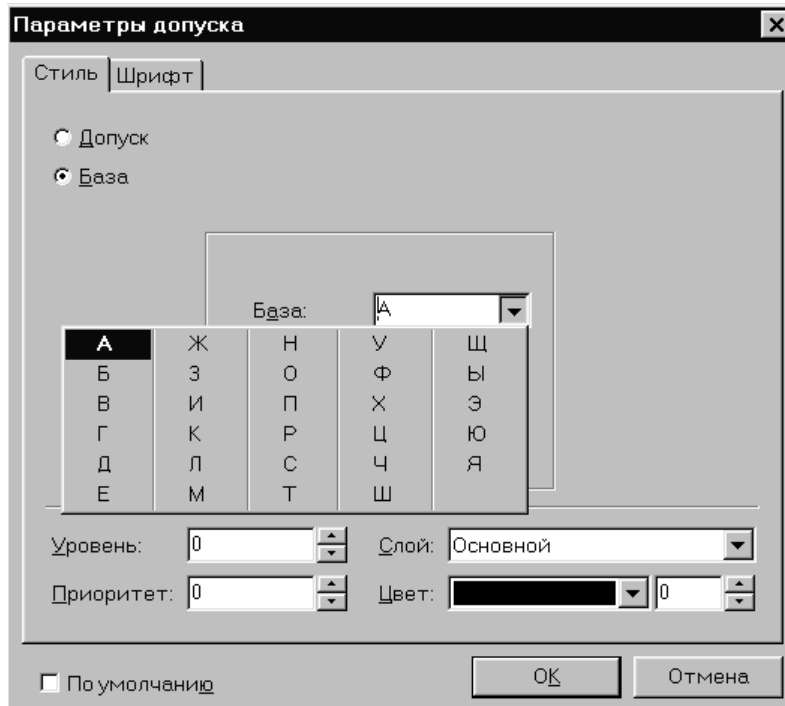 Параметры допуска
Стиль Шрифт
Допуск
База
База: А
А Ж Н У Щ
Б З О Ф Ы
В И П Х Э
Г К Р Ц Ю
Д Л С Ч Я
Е М Т Ш
Уровень: 0 Слой: Основной
Приоритет: 0 Цвет: 0
По умолчанию OK Отмена